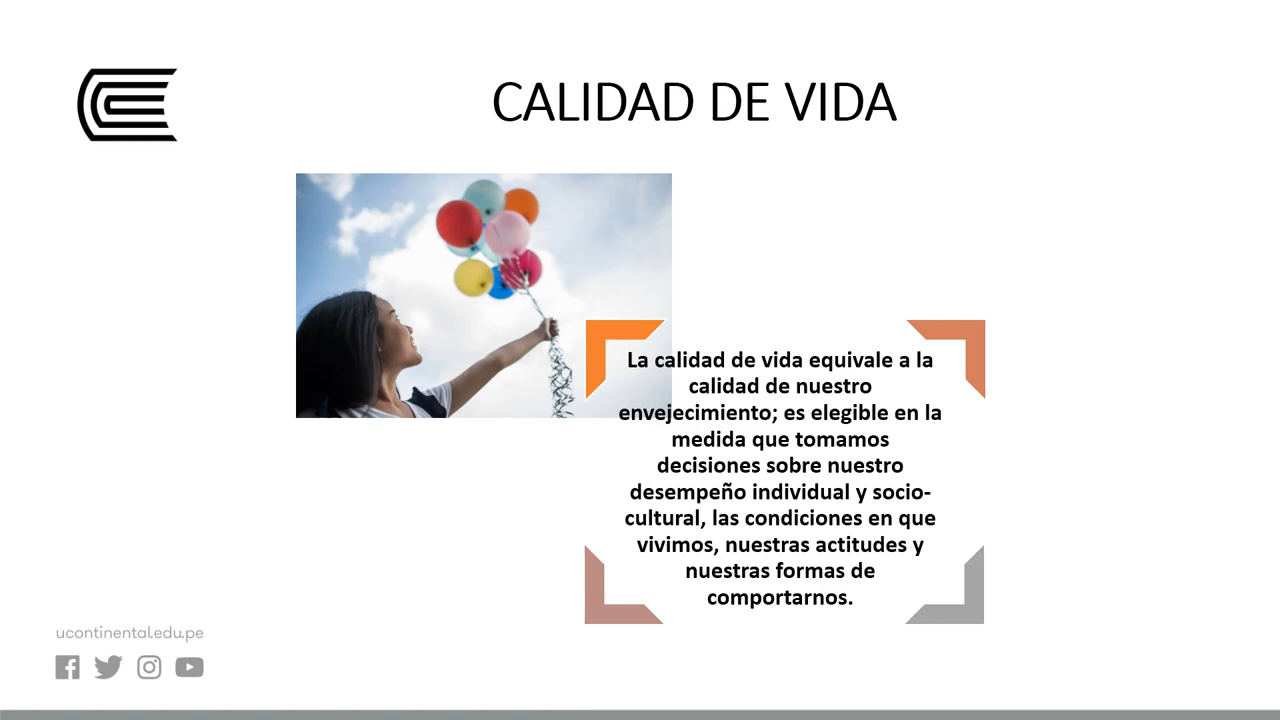 CALIDAD DE VIDA
La calidad de vida equivale a la
calidad de nuestro
envejecimiento; es elegible en la
medida que tomamos
decisiones sobre nuestro
desempeño individual y socio-
cultural, las condiciones en que
vivimos, nuestras actitudes y
nuestras formas de
comportarnos.
ucontinental.edu.pe